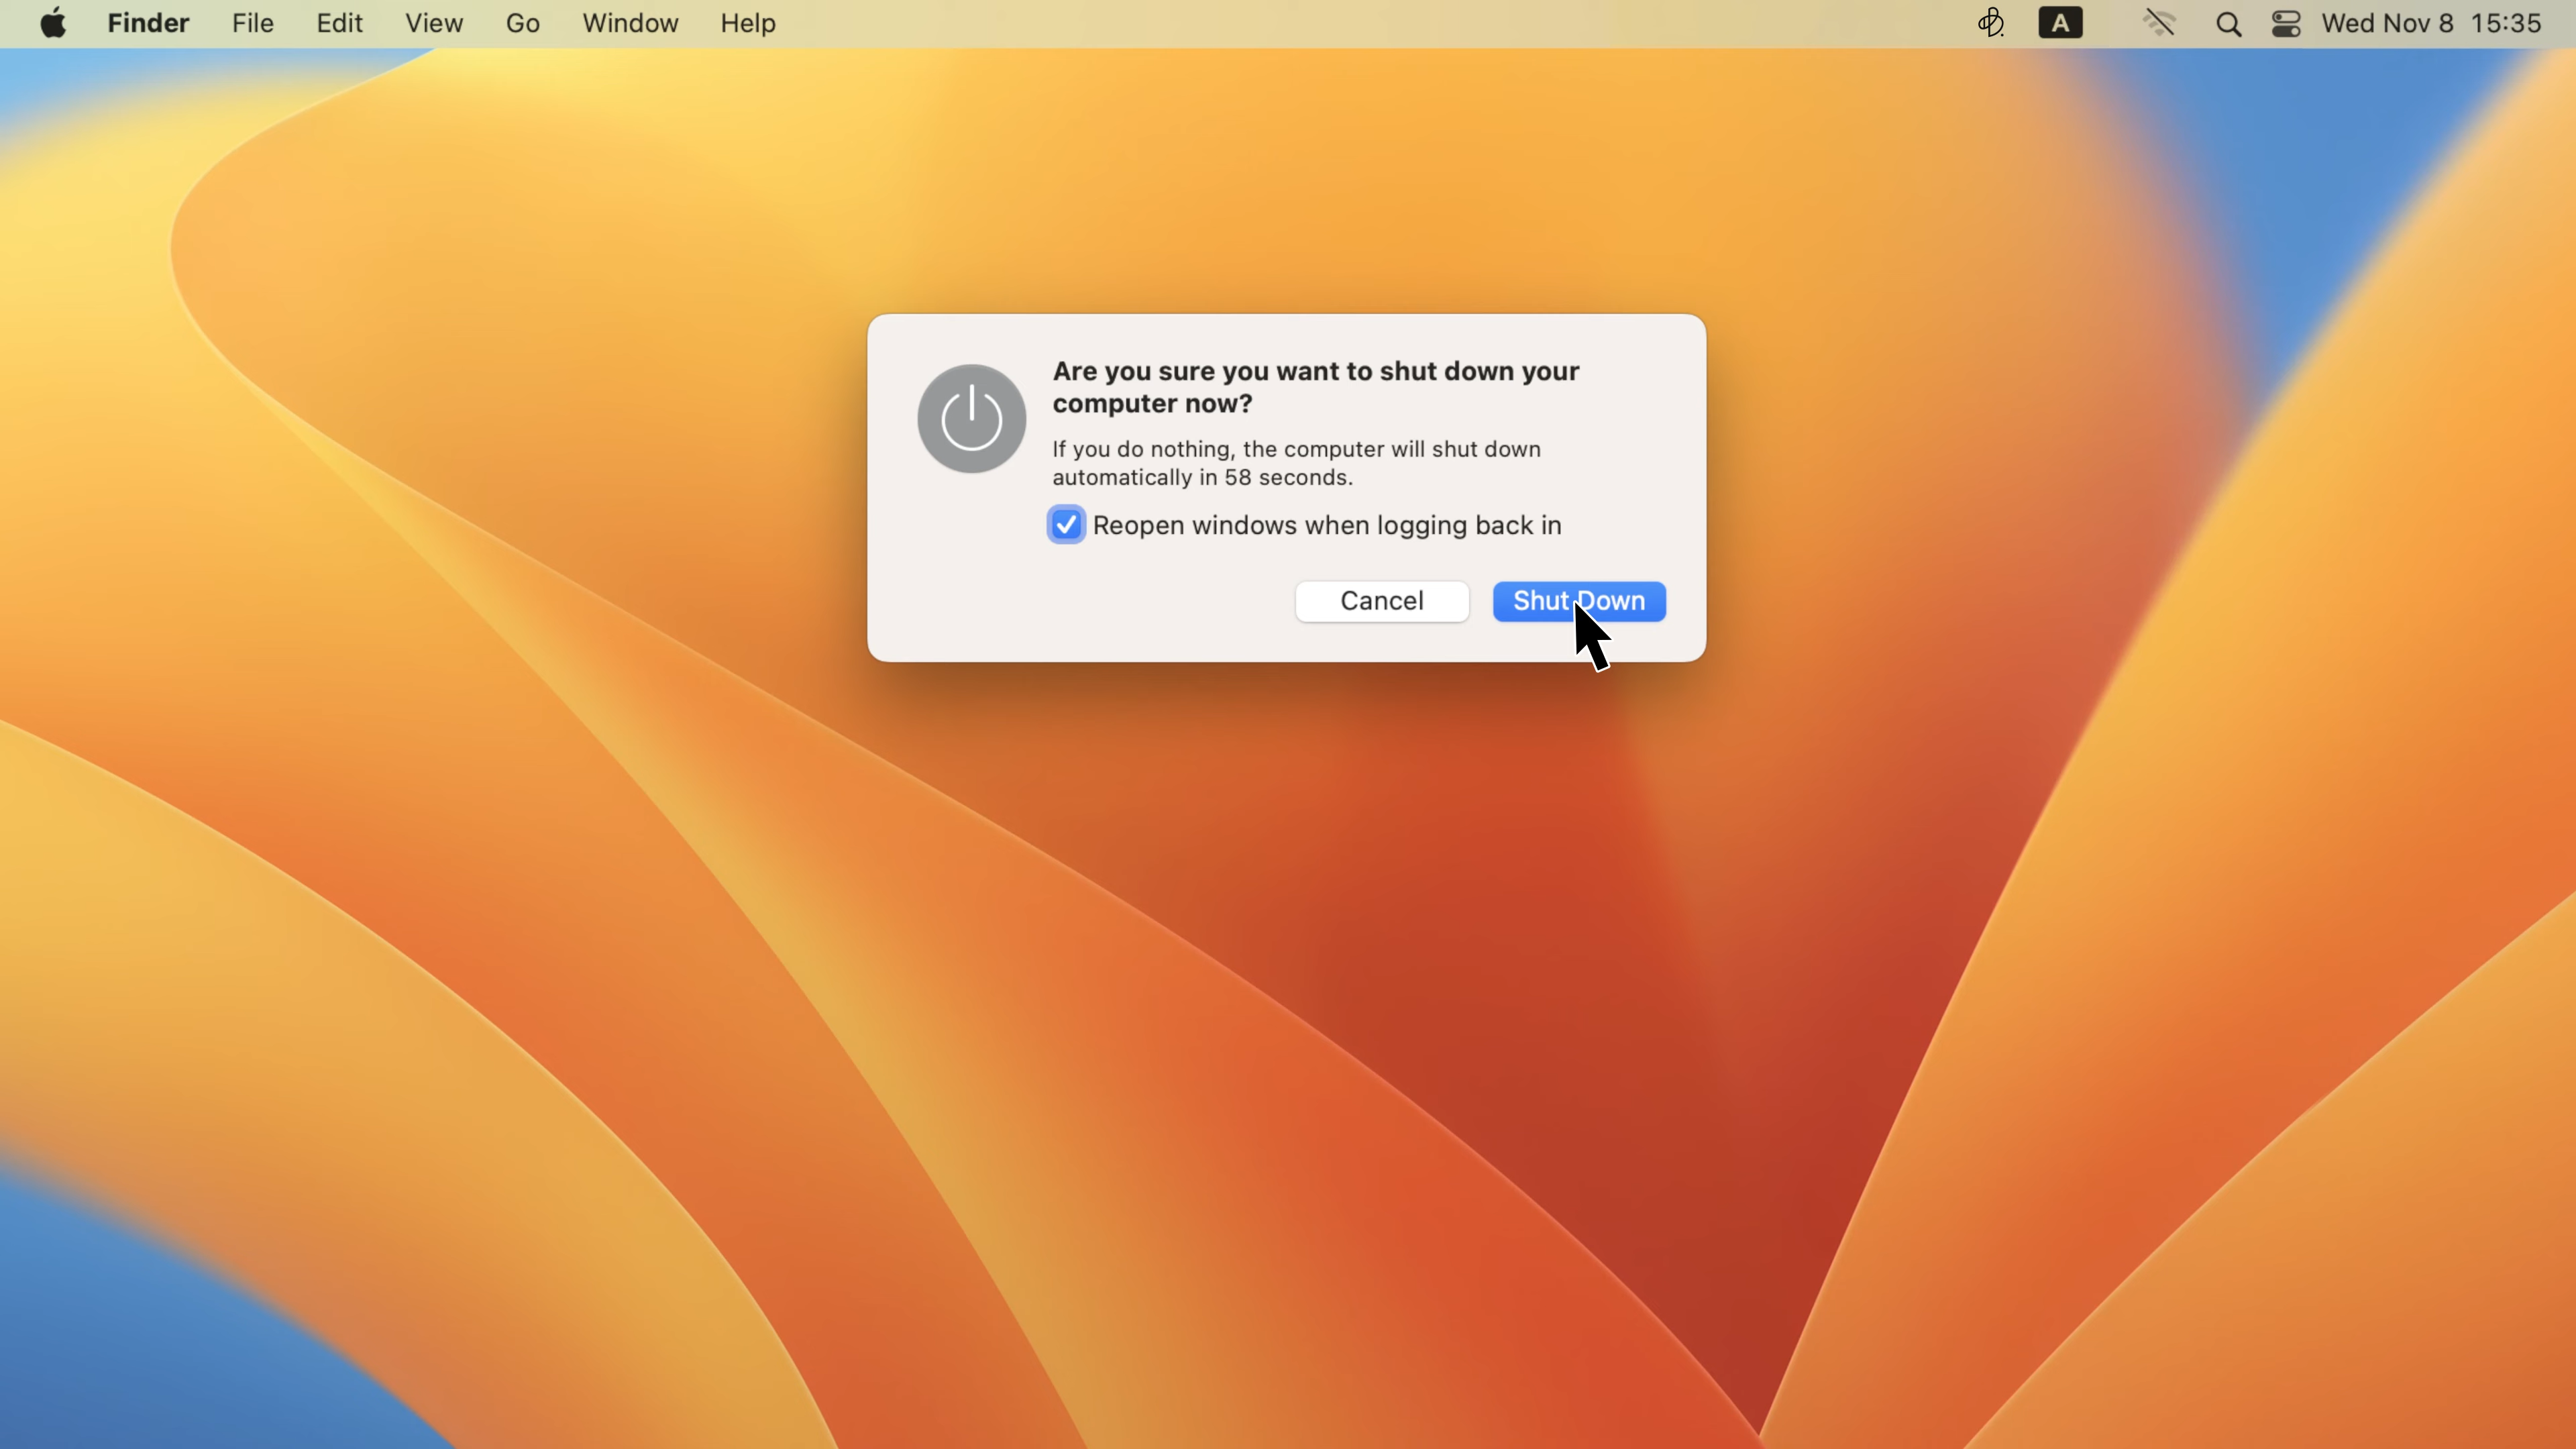 Finder File Edit View Go Window Help A Wed Nov 8 15:35
Are you sure you want to shut down your
computer now?
If you do nothing, the computer will shut down
automatically in 58 seconds.
Reopen windows when logging back in
Cancel Shut Down